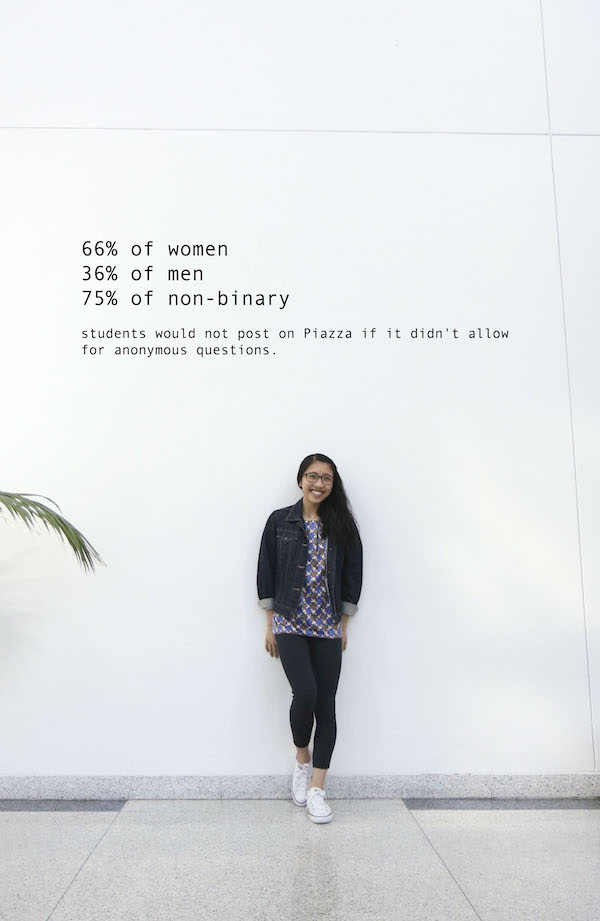 66% of women
36% of men
75% of non-binary
students would not post on Piazza if it didn't allow
for anonymous questions.